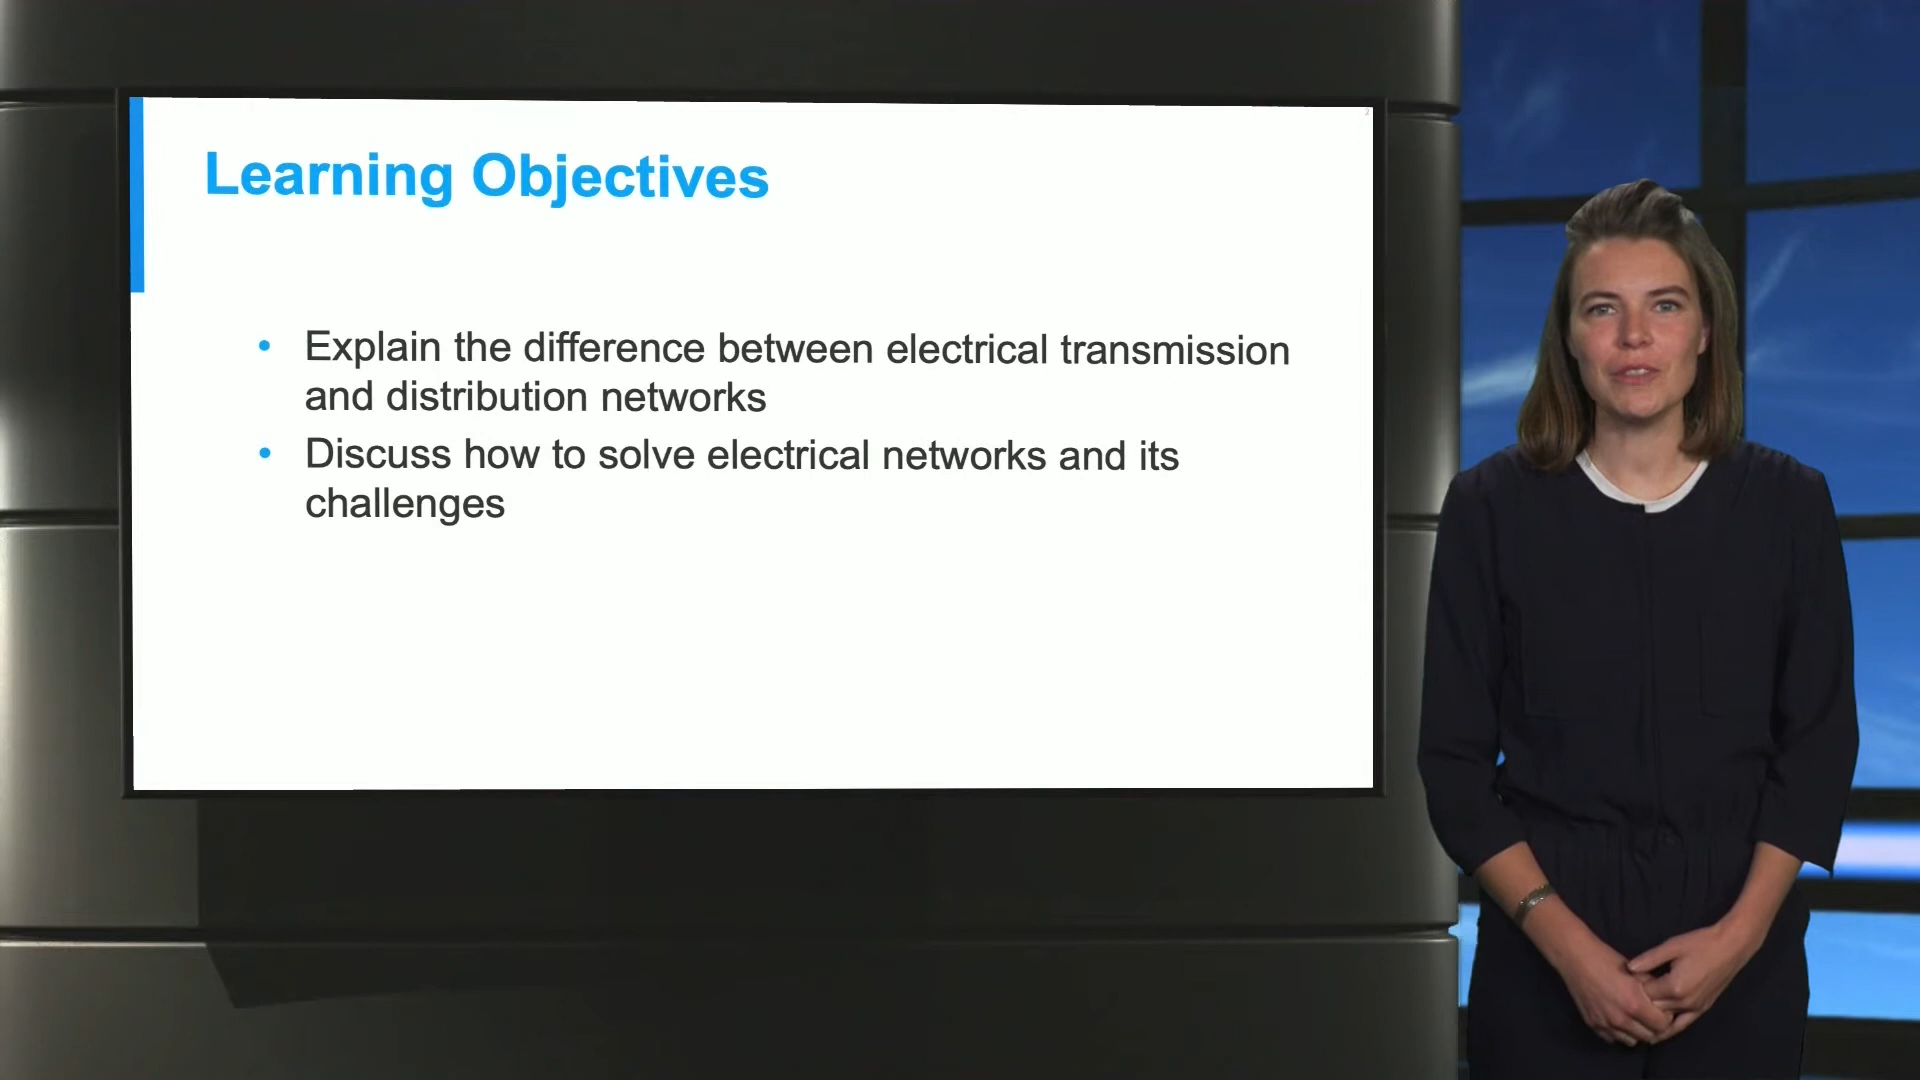 2
Learning Objectives
• Explain the difference between electrical transmission
and distribution networks
• Discuss how to solve electrical networks and its
challenges